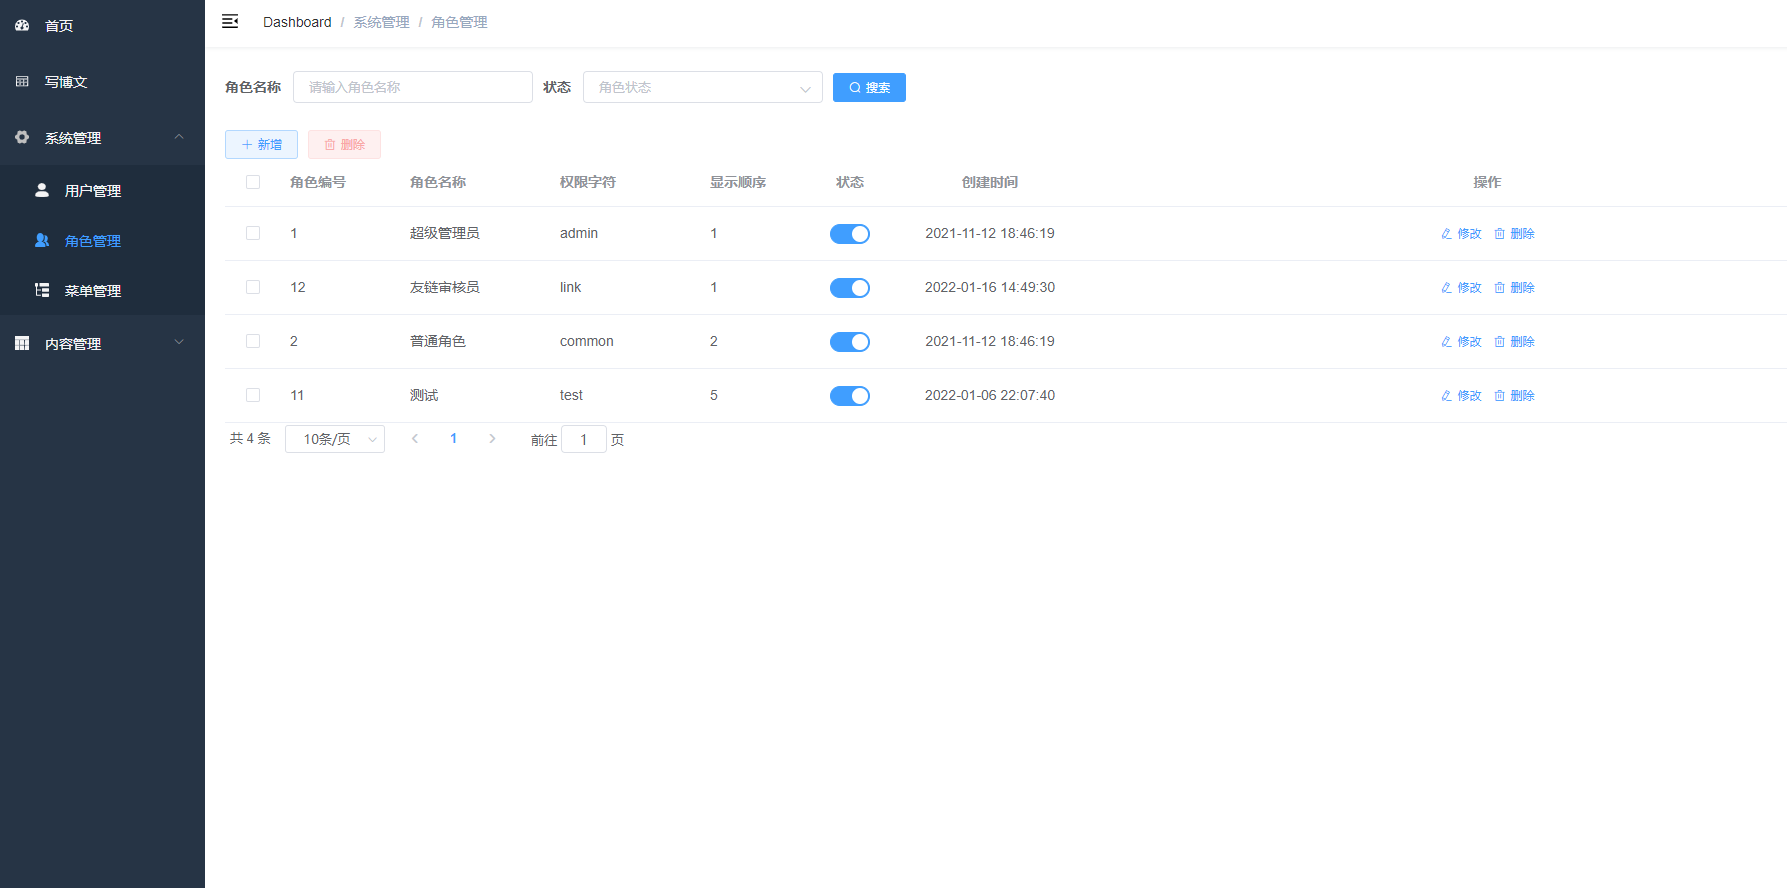 首页
写博文
系统管理
用户管理
角色管理
菜单管理
内容管理
Dashboard / 系统管理 / 角色管理
角色名称 请输入角色名称 状态 角色状态 搜索
新增 删除
角色编号 角色名称 权限字符 显示顺序 状态 创建时间 操作
1 超级管理员 admin 1 2021-11-12 18:46:19 修改 删除
12 友链审核员 link 1 2022-01-16 14:49:30 修改 删除
2 普通角色 common 2 2021-11-12 18:46:19 修改 删除
11 测试 test 5 2022-01-06 22:07:40 修改 删除
共 4 条 10条/页 1 前往 1 页